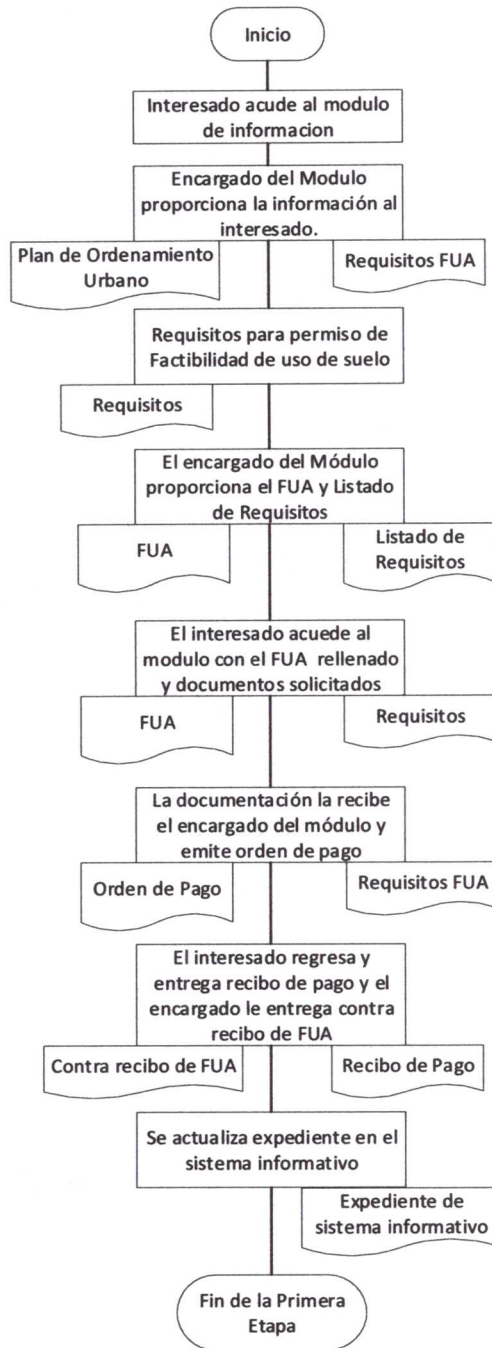 Inicio
Interesado acude al modulo
de informacion
Encargado del Modulo
proporciona la información al
interesado.
Plan de Ordenamiento
Urbano
Requisitos FUA
Requisitos para permiso de
Factibilidad de uso de suelo
Requisitos
El encargado del Módulo
proporciona el FUA y Listado
de Requisitos
FUA
Listado de
Requisitos
El interesado acuede al
modulo con el FUA rellenado
y documentos solicitados
FUA
Requisitos
La documentación la recibe
el encargado del módulo y
emite orden de pago
Orden de Pago
Requisitos FUA
El interesado regresa y
entrega recibo de pago y el
encargado le entrega contra
recibo de FUA
Contra recibo de FUA
Recibo de Pago
Se actualiza expediente en el
sistema informativo
Expediente de
sistema informativo
Fin de la Primera
Etapa